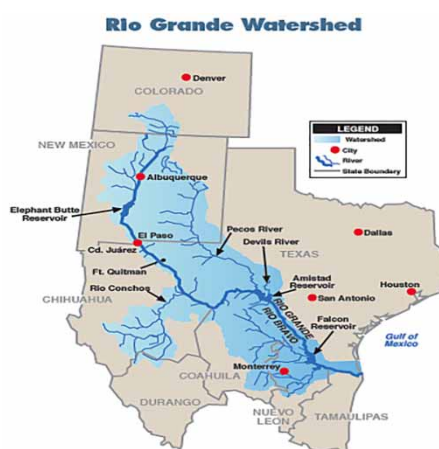 Rio Grande Watershed
Denver
COLORADO
NEW MEXICO
LEGEND
Watershed
City
River
State Boundary
Albuquerque
Elephant Butte
Reservoir
Pecos River
Devils River
Dallas
El Paso
Cd. Juárez
TEXAS
Ft. Quitman
Amistad
Reservoir
Houston
CHIHUAHUA
Rio Conchos
San Antonio
RIO GRANDE
RIO BRAVO
Falcon
Reservoir
Gulf of
Mexico
Monterrey
COAHUILA
DURANGO
NUEVO
LEON
TAMAULIPAS